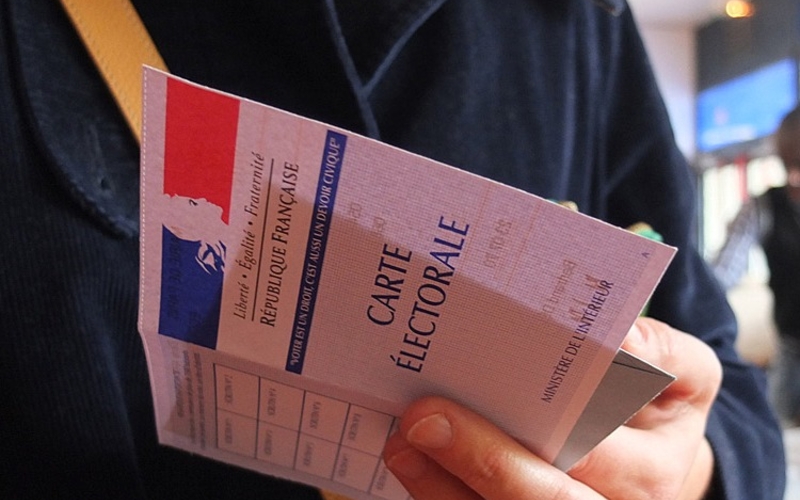 Liberté • Égalité • Fraternité
RÉPUBLIQUE FRANÇAISE
"VOTER EST UN DROIT, C'EST AUSSI UN DEVOIR CIVIQUE"
CARTE
ÉLECTORALE
MINISTÈRE DE L'INTÉRIEUR